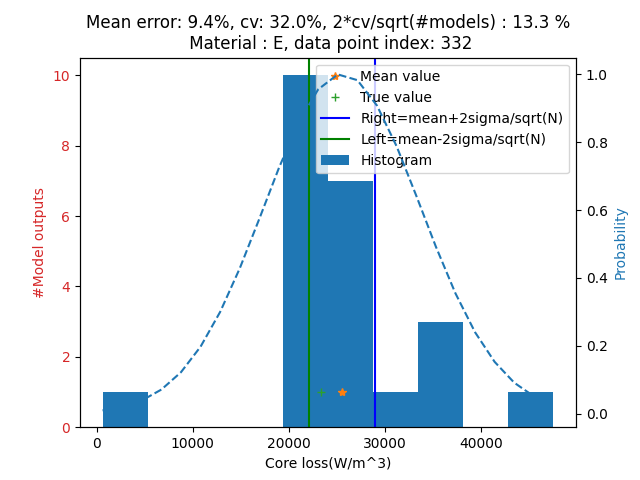 Mean error: 9.4%, cv: 32.0%, 2*cv/sqrt(#models) : 13.3 %
Material : E, data point index: 332
Mean value
True value
Right=mean+2sigma/sqrt(N)
Left=mean-2sigma/sqrt(N)
Histogram
#Model outputs
10
8
6
4
2
0
1.0
0.8
0.6
0.4
0.2
0.0
Probability
0
10000
20000
30000
40000
Core loss(W/m^3)